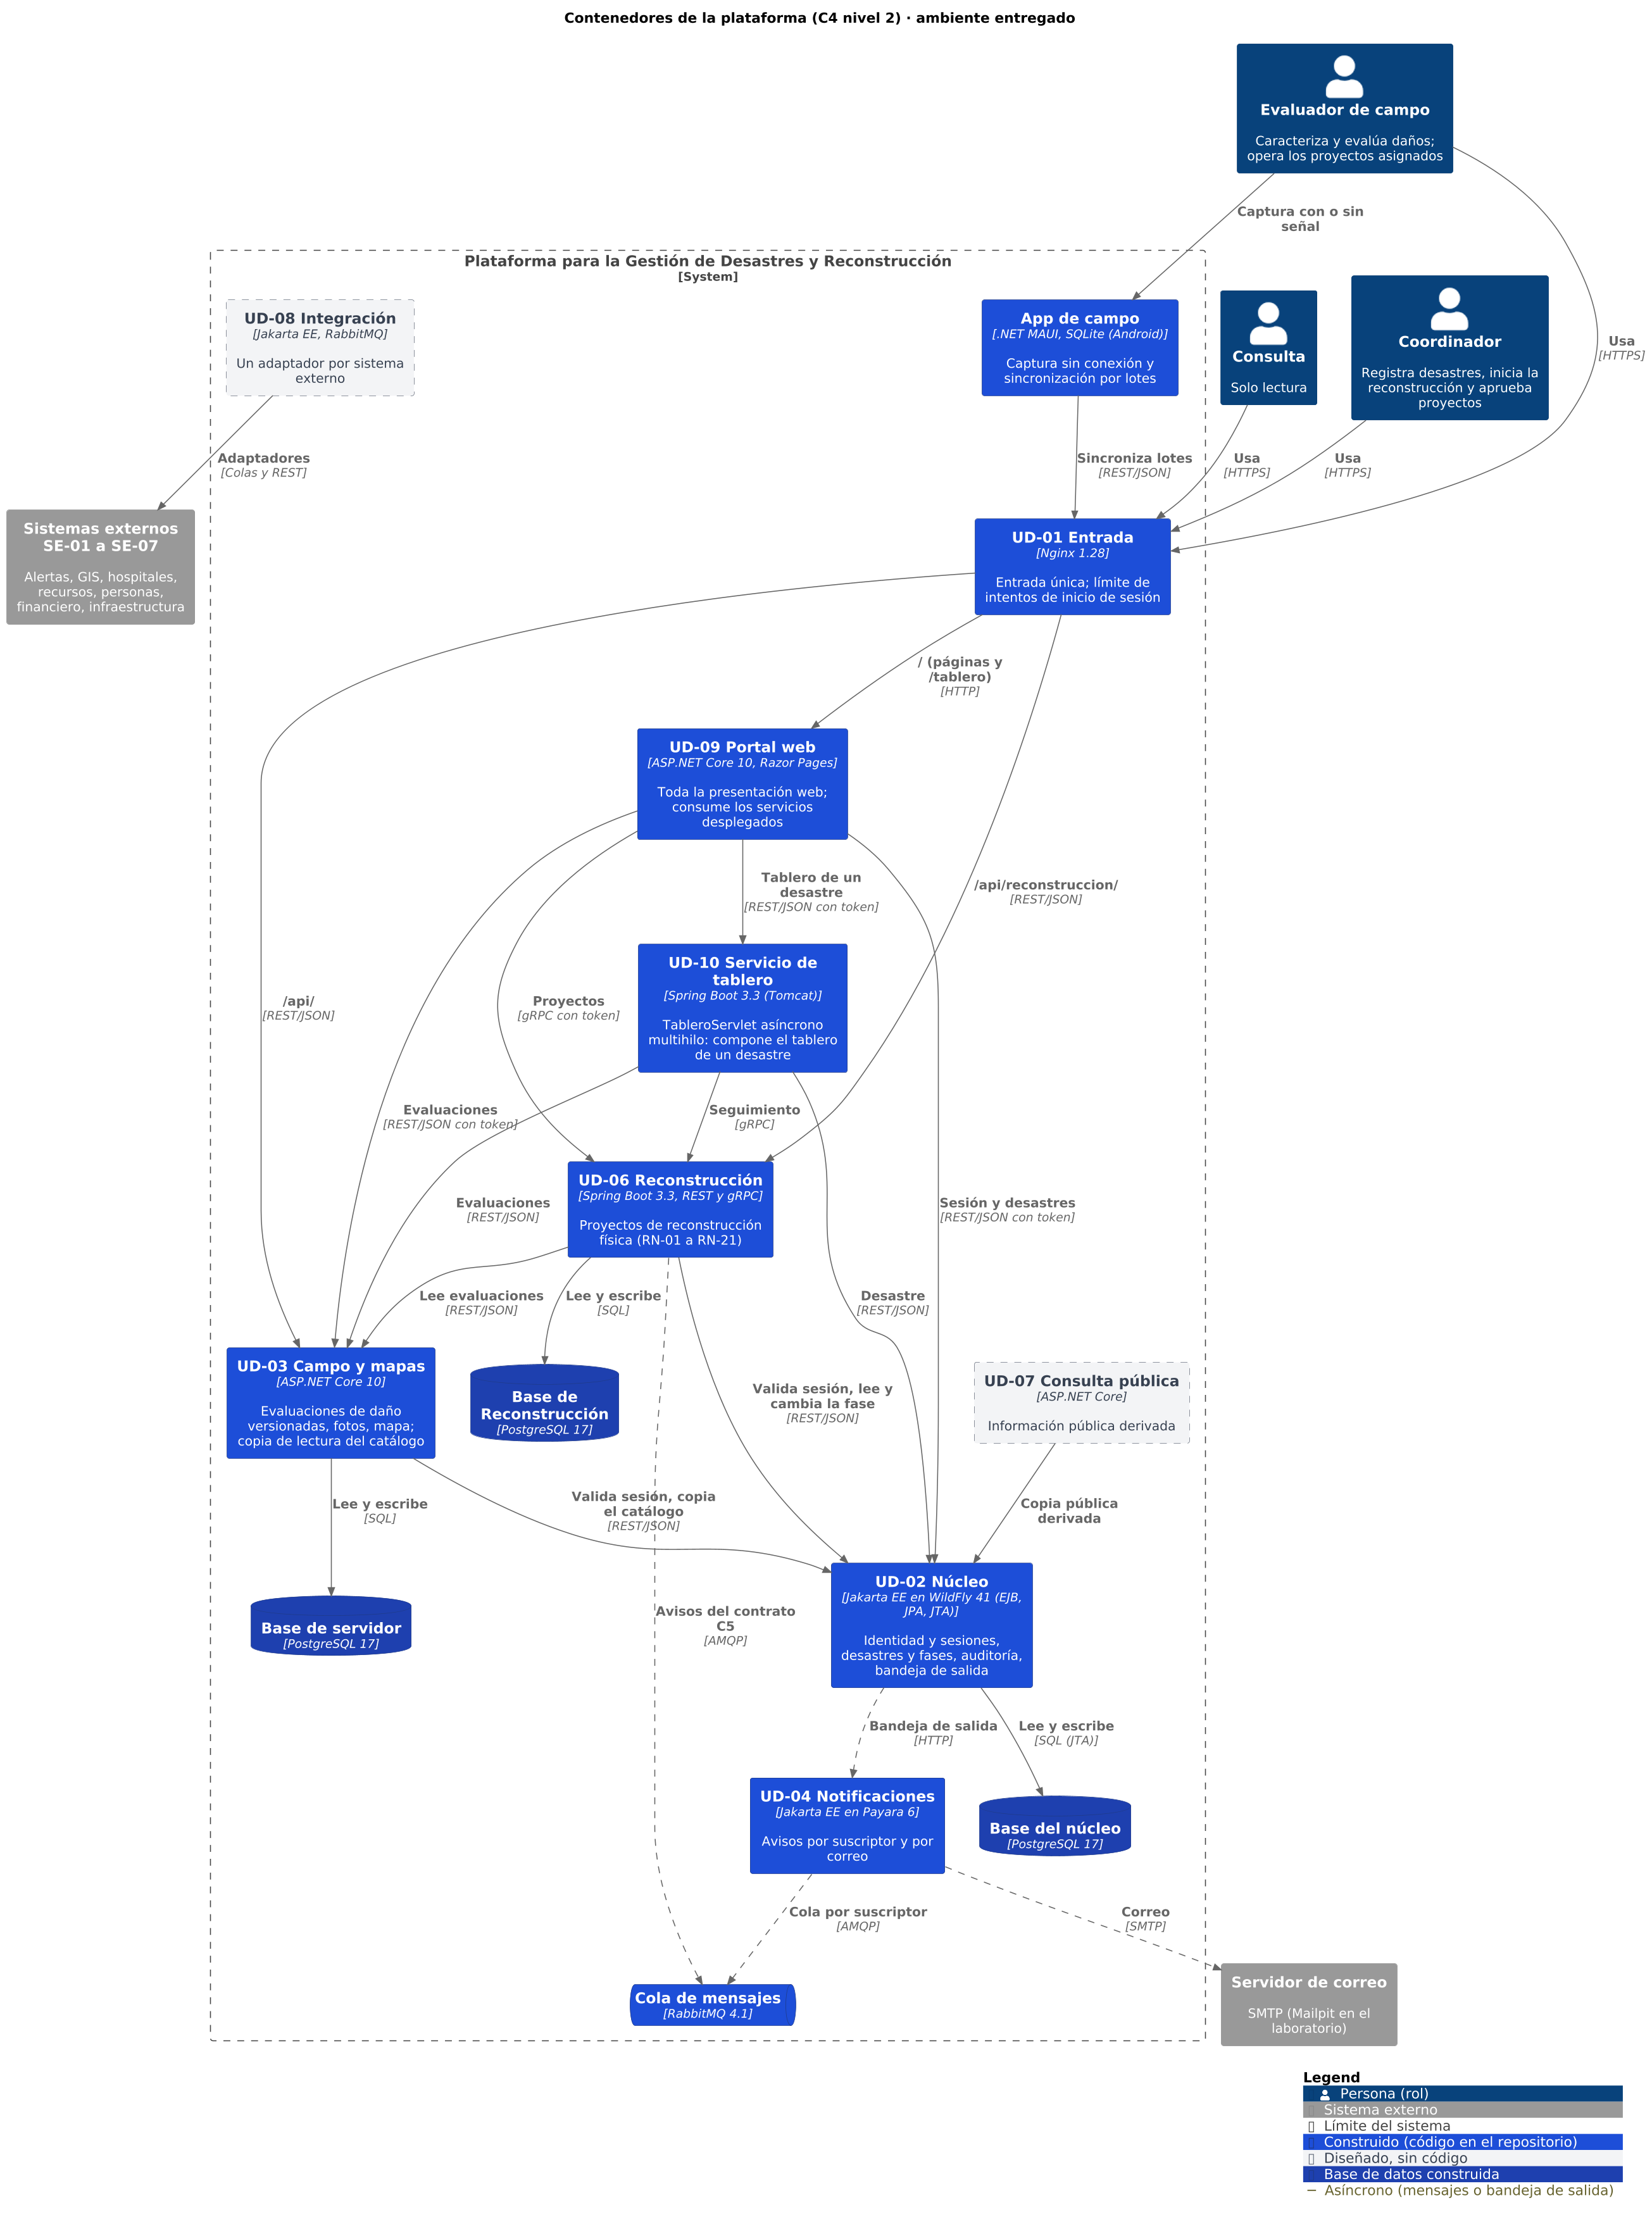 Contenedores de la plataforma (C4 nivel 2) · ambiente entregado
Evaluador de campo
Caracteriza y evalúa daños;
opera los proyectos asignados
Captura con o sin
señal
Usa
[HTTPS]
Plataforma para la Gestión de Desastres y Reconstrucción
[System]
UD-08 Integración
[Jakarta EE, RabbitMQ]
Un adaptador por sistema
externo
App de campo
[.NET MAUI, SQLite (Android)]
Captura sin conexión y
sincronización por lotes
Consulta
Solo lectura
Coordinador
Registra desastres, inicia la
reconstrucción y aprueba
proyectos
Adaptadores
[Colas y REST]
Sincroniza lotes
[REST/JSON]
Usa
[HTTPS]
Usa
[HTTPS]
Sistemas externos
SE-01 a SE-07
Alertas, GIS, hospitales,
recursos, personas,
financiero, infraestructura
UD-01 Entrada
[Nginx 1.28]
Entrada única; límite de
intentos de inicio de sesión
/ (páginas y
/tablero)
[HTTP]
UD-09 Portal web
[ASP.NET Core 10, Razor Pages]
Toda la presentación web;
consume los servicios
desplegados
Tablero de un
desastre
[REST/JSON con token]
/api/reconstruccion/
[REST/JSON]
UD-10 Servicio de
tablero
[Spring Boot 3.3 (Tomcat)]
TableroServlet asíncrono
multihilo: compone el tablero
de un desastre
/api/
[REST/JSON]
Proyectos
[gRPC con token]
Evaluaciones
[REST/JSON con token]
Seguimiento
[gRPC]
UD-06 Reconstrucción
[Spring Boot 3.3, REST y gRPC]
Proyectos de reconstrucción
física (RN-01 a RN-21)
Evaluaciones
[REST/JSON]
Sesión y desastres
[REST/JSON con token]
Lee evaluaciones
[REST/JSON]
Lee y escribe
[SQL]
Desastre
[REST/JSON]
UD-03 Campo y mapas
[ASP.NET Core 10]
Evaluaciones de daño
versionadas, fotos, mapa;
copia de lectura del catálogo
Base de
Reconstrucción
[PostgreSQL 17]
Valida sesión, lee y
cambia la fase
[REST/JSON]
UD-07 Consulta pública
[ASP.NET Core]
Información pública derivada
Lee y escribe
[SQL]
Valida sesión, copia
el catálogo
[REST/JSON]
Copia pública
derivada
Base de servidor
[PostgreSQL 17]
Avisos del contrato
C5
[AMQP]
UD-02 Núcleo
[Jakarta EE en WildFly 41 (EJB,
JPA, JTA)]
Identidad y sesiones,
desastres y fases, auditoría,
bandeja de salida
Bandeja de salida
[HTTP]
Lee y escribe
[SQL (JTA)]
UD-04 Notificaciones
[Jakarta EE en Payara 6]
Avisos por suscriptor y por
correo
Base del núcleo
[PostgreSQL 17]
Cola por suscriptor
[AMQP]
Correo
[SMTP]
Cola de mensajes
[RabbitMQ 4.1]
Servidor de correo
SMTP (Mailpit en el
laboratorio)
Legend
Persona (rol)
Sistema externo
Límite del sistema
Construido (código en el repositorio)
Diseñado, sin código
Base de datos construida
Asíncrono (mensajes o bandeja de salida)